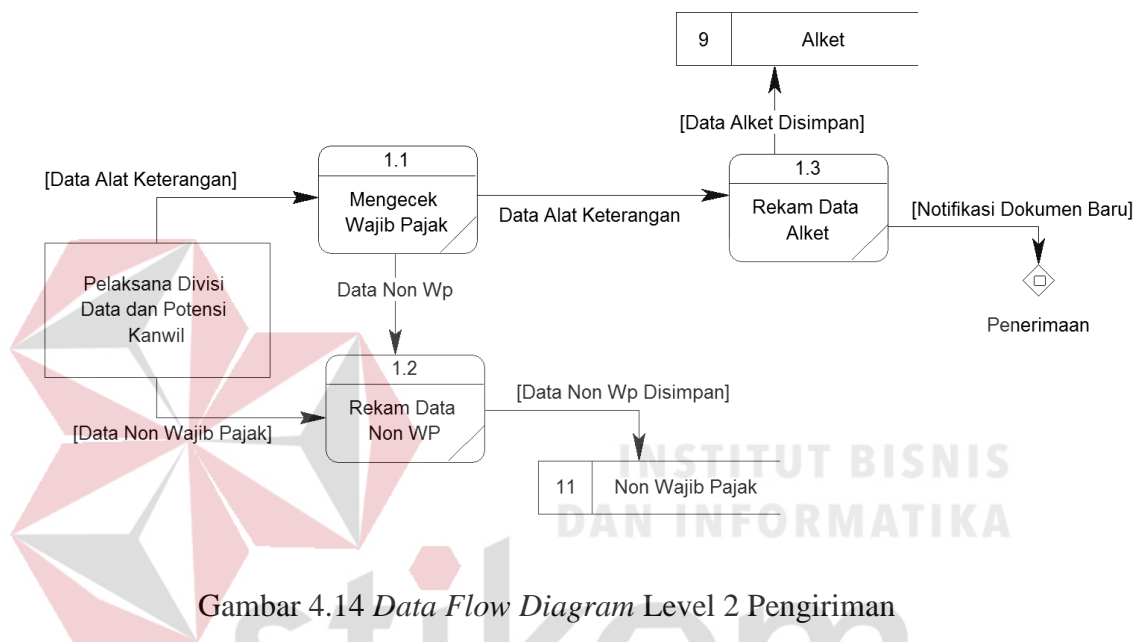 9 Alket
[Data Alket Disimpan]
1.1
Mengecek
Wajib Pajak
[Data Alat Keterangan]
Data Alat Keterangan
1.3
Rekam Data
Alket
[Notifikasi Dokumen Baru]
Penerimaan
Pelaksana Divisi
Data dan Potensi
Kanwil
Data Non Wp
1.2
Rekam Data
Non WP
[Data Non Wajib Pajak]
[Data Non Wp Disimpan]
11 Non Wajib Pajak
INSTITUT BISNIS
DAN INFORMATIKA
stikom
Gambar 4.14 Data Flow Diagram Level 2 Pengiriman